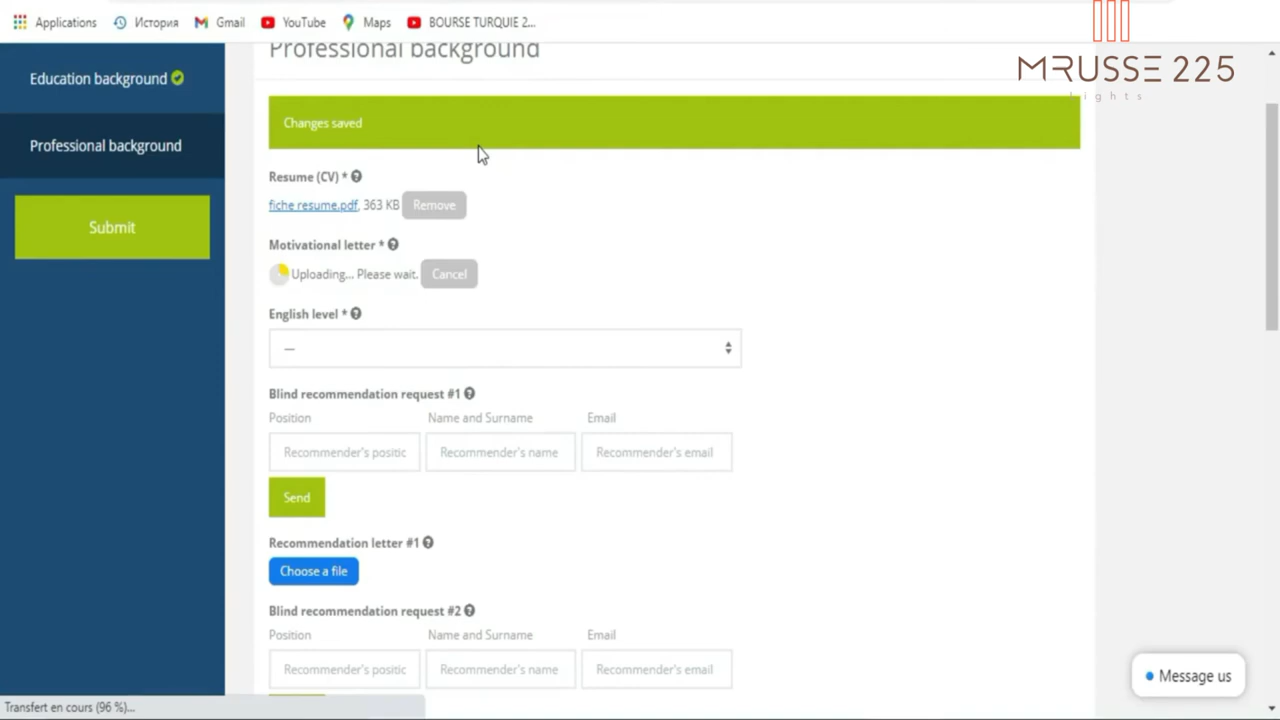 Applications История Gmail YouTube Maps BOURSE TURQUIE 2...
MRUSSE 225
Lights
Professional background
Education background
Professional background
Submit
Changes saved
Resume (CV) *
fiche resume.pdf, 363 KB Remove
Motivational letter *
Uploading... Please wait. Cancel
English level *
—
Blind recommendation request #1
Position Name and Surname Email
Recommender's positic Recommender's name Recommender's email
Send
Recommendation letter #1
Choose a file
Blind recommendation request #2
Position Name and Surname Email
Recommender's positic Recommender's name Recommender's email
Message us
Transfert en cours (96 %)...